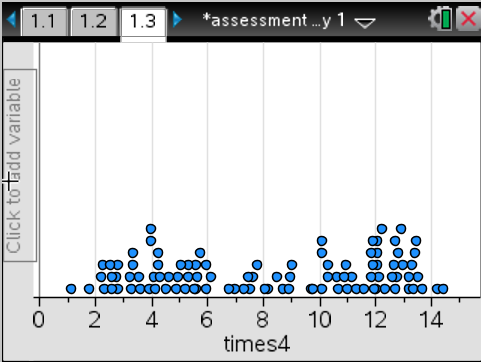 1.1 1.2 1.3 *assessment ...y 1
Click to add variable
0 2 4 6 8 10 12 14
times4